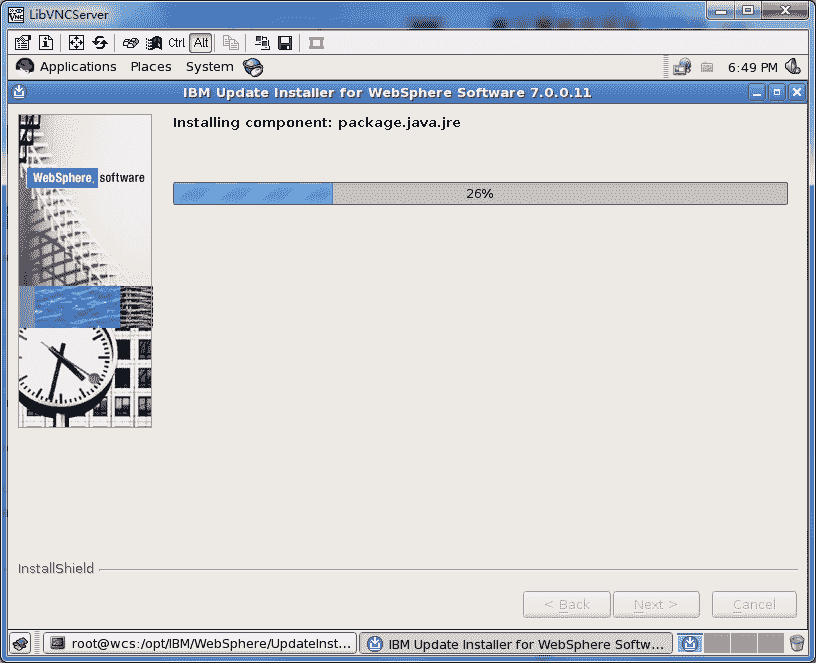 LibVNCServer
Ctrl Alt
Applications Places System 6:49 PM
IBM Update Installer for WebSphere Software 7.0.0.11
Installing component: package.java.jre
WebSphere. software
26%
InstallShield
< Back Next > Cancel
root@wcs:/opt/IBM/WebSphere/UpdateInst... IBM Update Installer for WebSphere Softw...